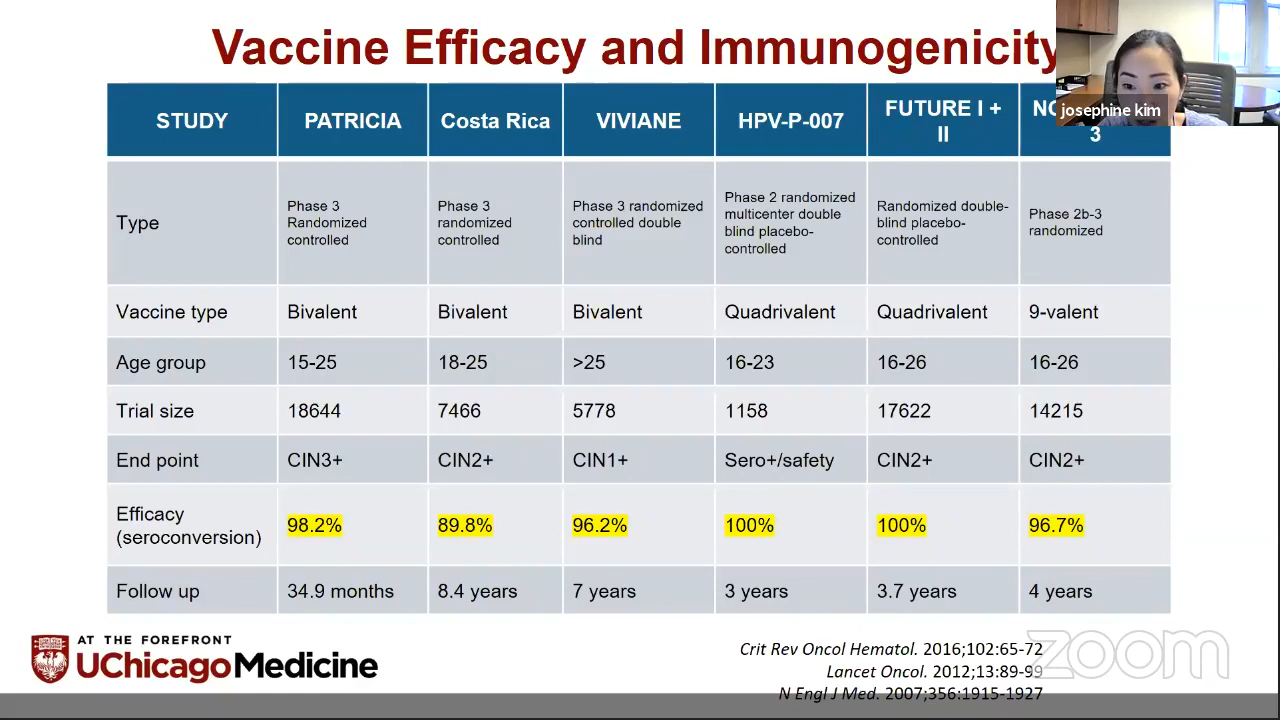 Vaccine Efficacy and Immunogenicity
josephine kim
STUDY PATRICIA Costa Rica VIVIANE HPV-P-007 FUTURE I +
II
3
Type
Phase 3
Randomized
controlled
Phase 3
randomized
controlled
Phase 3 randomized
controlled double
blind
Phase 2 randomized
multicenter double
blind placebo-
controlled
Randomized double-
blind placebo-
controlled
Phase 2b-3
randomized
Vaccine type Bivalent Bivalent Bivalent Quadrivalent Quadrivalent 9-valent
Age group 15-25 18-25 >25 16-23 16-26 16-26
Trial size 18644 7466 5778 1158 17622 14215
End point CIN3+ CIN2+ CIN1+ Sero+/safety CIN2+ CIN2+
Efficacy
(seroconversion) 98.2% 89.8% 96.2% 100% 100% 96.7%
Follow up 34.9 months 8.4 years 7 years 3 years 3.7 years 4 years
AT THE FOREFRONT
UChicago Medicine
Crit Rev Oncol Hematol. 2016;102:65-72
Lancet Oncol. 2012;13:89-99
N Engl J Med. 2007;356:1915-1927
zoom